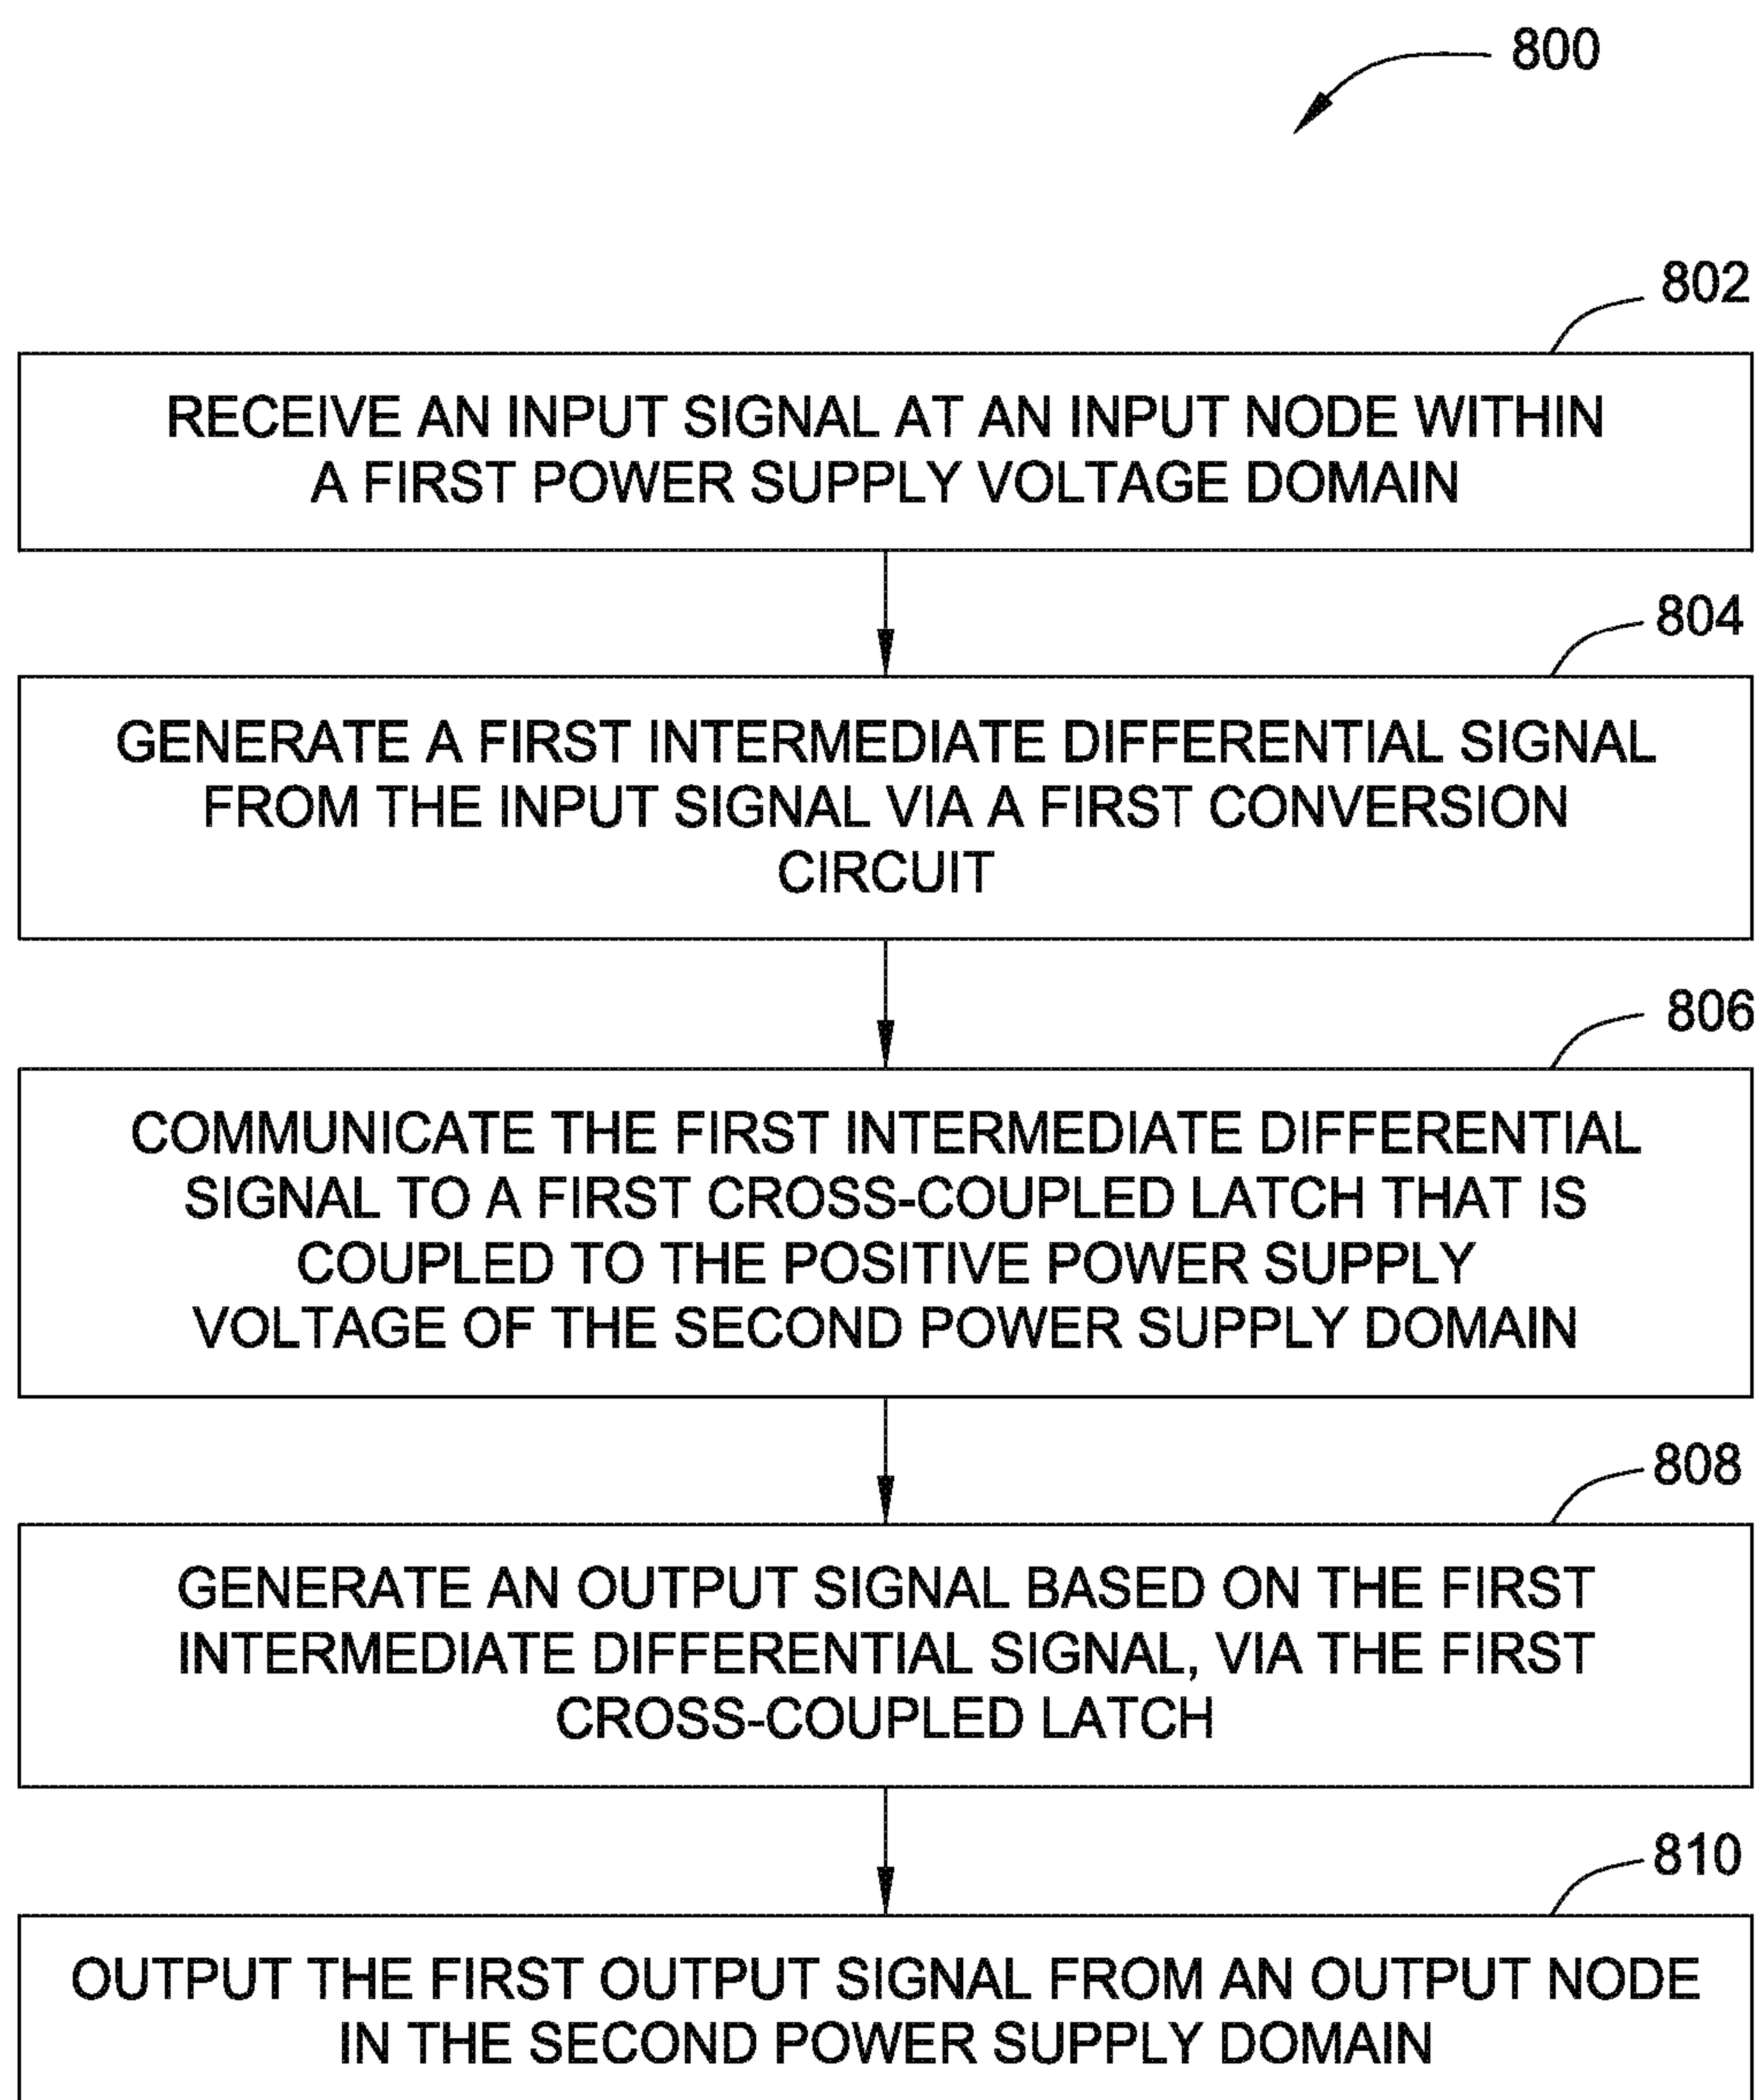 800
802
RECEIVE AN INPUT SIGNAL AT AN INPUT NODE WITHIN
A FIRST POWER SUPPLY VOLTAGE DOMAIN
804
GENERATE A FIRST INTERMEDIATE DIFFERENTIAL SIGNAL
FROM THE INPUT SIGNAL VIA A FIRST CONVERSION
CIRCUIT
806
COMMUNICATE THE FIRST INTERMEDIATE DIFFERENTIAL
SIGNAL TO A FIRST CROSS-COUPLED LATCH THAT IS
COUPLED TO THE POSITIVE POWER SUPPLY
VOLTAGE OF THE SECOND POWER SUPPLY DOMAIN
808
GENERATE AN OUTPUT SIGNAL BASED ON THE FIRST
INTERMEDIATE DIFFERENTIAL SIGNAL, VIA THE FIRST
CROSS-COUPLED LATCH
810
OUTPUT THE FIRST OUTPUT SIGNAL FROM AN OUTPUT NODE
IN THE SECOND POWER SUPPLY DOMAIN